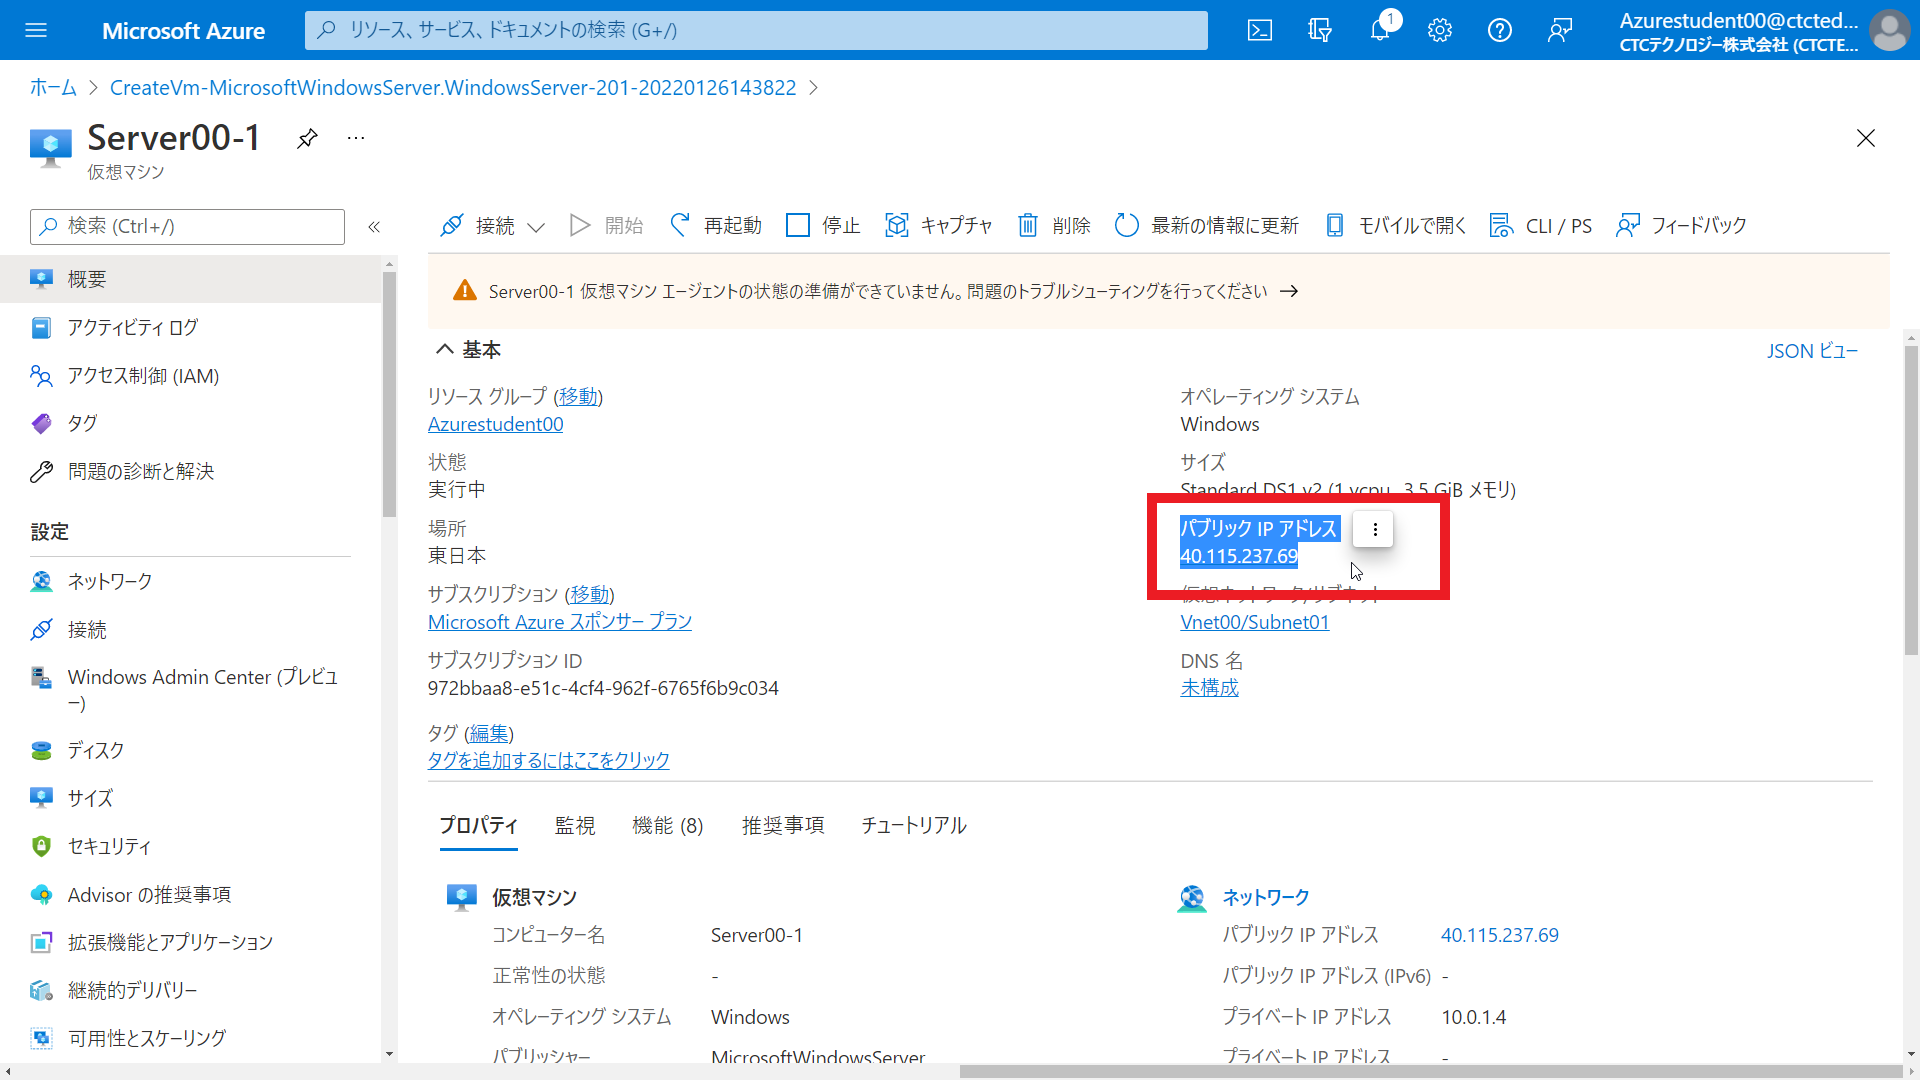 Microsoft Azure
リソース、サービス、ドキュメントの検索 (G+/)
1
Azurestudent00@ctcted...
CTCテクノロジー株式会社 (CTCTE...
ホーム > CreateVm-MicrosoftWindowsServer.WindowsServer-201-20220126143822 >
Server00-1
仮想マシン
検索 (Ctrl+/)
接続
開始
再起動
停止
キャプチャ
削除
最新の情報に更新
モバイルで開く
CLI / PS
フィードバック
概要
アクティビティ ログ
アクセス制御 (IAM)
タグ
問題の診断と解決
設定
ネットワーク
接続
Windows Admin Center (プレビュ
ー)
ディスク
サイズ
セキュリティ
Advisor の推奨事項
拡張機能とアプリケーション
継続的デリバリー
可用性とスケーリング
Server00-1 仮想マシン エージェントの状態の準備ができていません。問題のトラブルシューティングを行ってください →
基本
JSON ビュー
リソース グループ (移動)
Azurestudent00
状態
実行中
場所
東日本
サブスクリプション (移動)
Microsoft Azure スポンサー プラン
サブスクリプション ID
972bbaa8-e51c-4cf4-962f-6765f6b9c034
タグ (編集)
タグを追加するにはここをクリック
オペレーティング システム
Windows
サイズ
Standard DS1 v2 (1 vcpu, 3.5 GiB メモリ)
パブリック IP アドレス
40.115.237.69
仮想ネットワーク/サブネット
Vnet00/Subnet01
DNS 名
未構成
プロパティ
監視
機能 (8)
推奨事項
チュートリアル
仮想マシン
コンピューター名 Server00-1
正常性の状態 -
オペレーティング システム Windows
パブリッシャー MicrosoftWindowsServer
ネットワーク
パブリック IP アドレス 40.115.237.69
パブリック IP アドレス (IPv6) -
プライベート IP アドレス 10.0.1.4
プライベート IP アドレス -